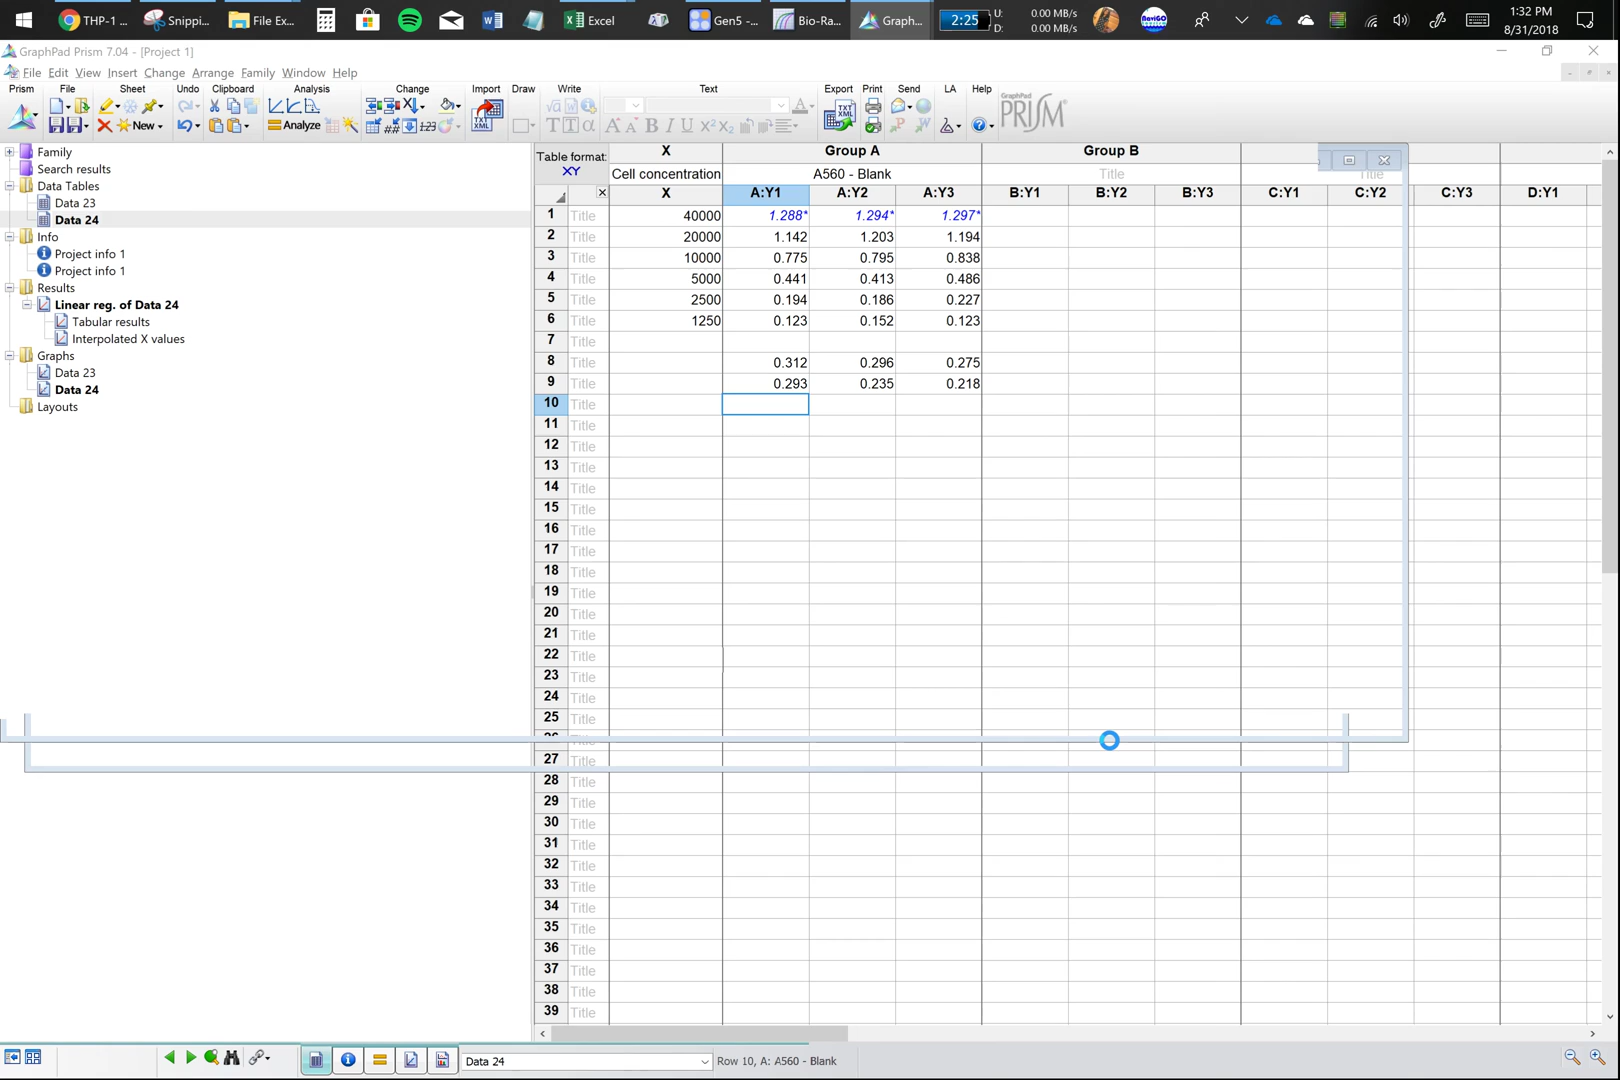 THP-1 ...
Snippi...
File Ex...
Excel
Gen5 -...
Bio-Ra...
Graph...
2:25
U: 0.00 MB/s
D: 0.00 MB/s
1:32 PM
8/31/2018
GraphPad Prism 7.04 - [Project 1]
File Edit View Insert Change Arrange Family Window Help
Prism File Sheet Undo Clipboard Analysis Change Import Draw Write Text Export Print Send LA Help
New
Analyze
TXT XML
TXT XML
GraphPad PRISM
Family
Search results
Data Tables
Data 23
Data 24
Info
Project info 1
Project info 1
Results
Linear reg. of Data 24
Tabular results
Interpolated X values
Graphs
Data 23
Data 24
Layouts
Table format: XY
X Group A Group B
Cell concentration A560 - Blank Title Title
X A:Y1 A:Y2 A:Y3 B:Y1 B:Y2 B:Y3 C:Y1 C:Y2 C:Y3 D:Y1
1 Title 40000 1.288* 1.294* 1.297*
2 Title 20000 1.142 1.203 1.194
3 Title 10000 0.775 0.795 0.838
4 Title 5000 0.441 0.413 0.486
5 Title 2500 0.194 0.186 0.227
6 Title 1250 0.123 0.152 0.123
7 Title
8 Title 0.312 0.296 0.275
9 Title 0.293 0.235 0.218
10 Title
11 Title
12 Title
13 Title
14 Title
15 Title
16 Title
17 Title
18 Title
19 Title
20 Title
21 Title
22 Title
23 Title
24 Title
25 Title
26 Title
27 Title
28 Title
29 Title
30 Title
31 Title
32 Title
33 Title
34 Title
35 Title
36 Title
37 Title
38 Title
39 Title
Data 24
Row 10, A: A560 - Blank